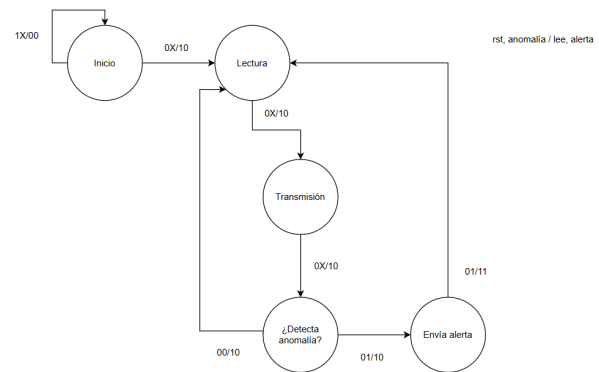 1X/00
rst, anomalía / lee, alerta
0X/10
Inicio
Lectura
0X/10
Transmisión
0X/10
01/11
¿Detecta
anomalía?
Envía alerta
00/10
01/10